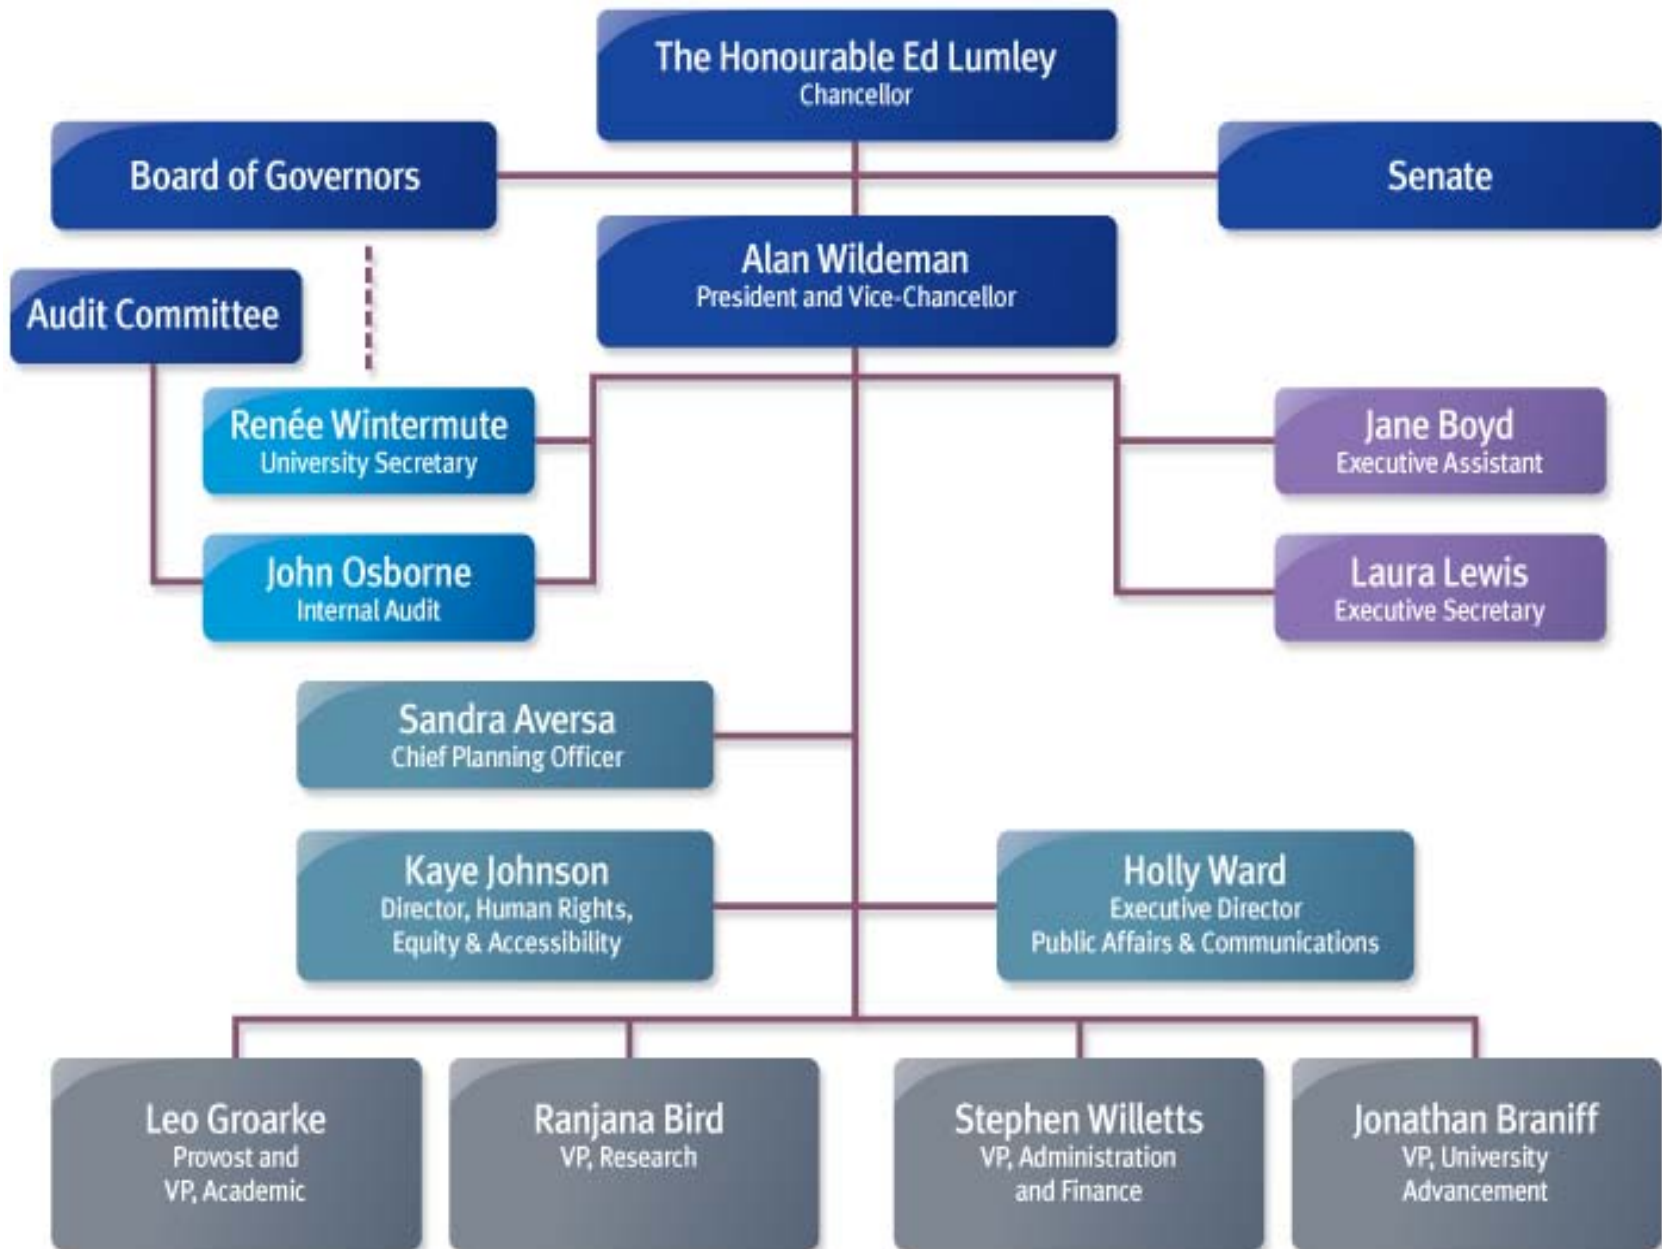 The Honourable Ed Lumley
Chancellor
Board of Governors
Senate
Alan Wildeman
President and Vice-Chancellor
Audit Committee
Renée Wintermute
University Secretary
Jane Boyd
Executive Assistant
John Osborne
Internal Audit
Laura Lewis
Executive Secretary
Sandra Aversa
Chief Planning Officer
Kaye Johnson
Director, Human Rights,
Equity & Accessibility
Holly Ward
Executive Director
Public Affairs & Communications
Leo Groarke
Provost and
VP, Academic
Ranjana Bird
VP, Research
Stephen Willetts
VP, Administration
and Finance
Jonathan Braniff
VP, University
Advancement